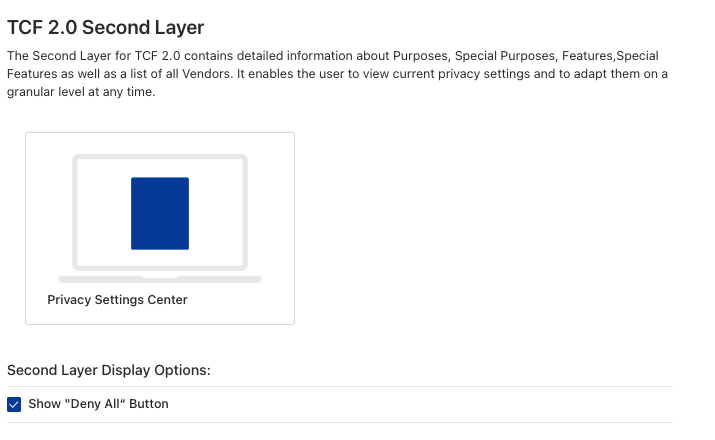 TCF 2.0 Second Layer
The Second Layer for TCF 2.0 contains detailed information about Purposes, Special Purposes, Features,Special
Features as well as a list of all Vendors. It enables the user to view current privacy settings and to adapt them on a
granular level at any time.
Privacy Settings Center
Second Layer Display Options:
Show "Deny All“ Button